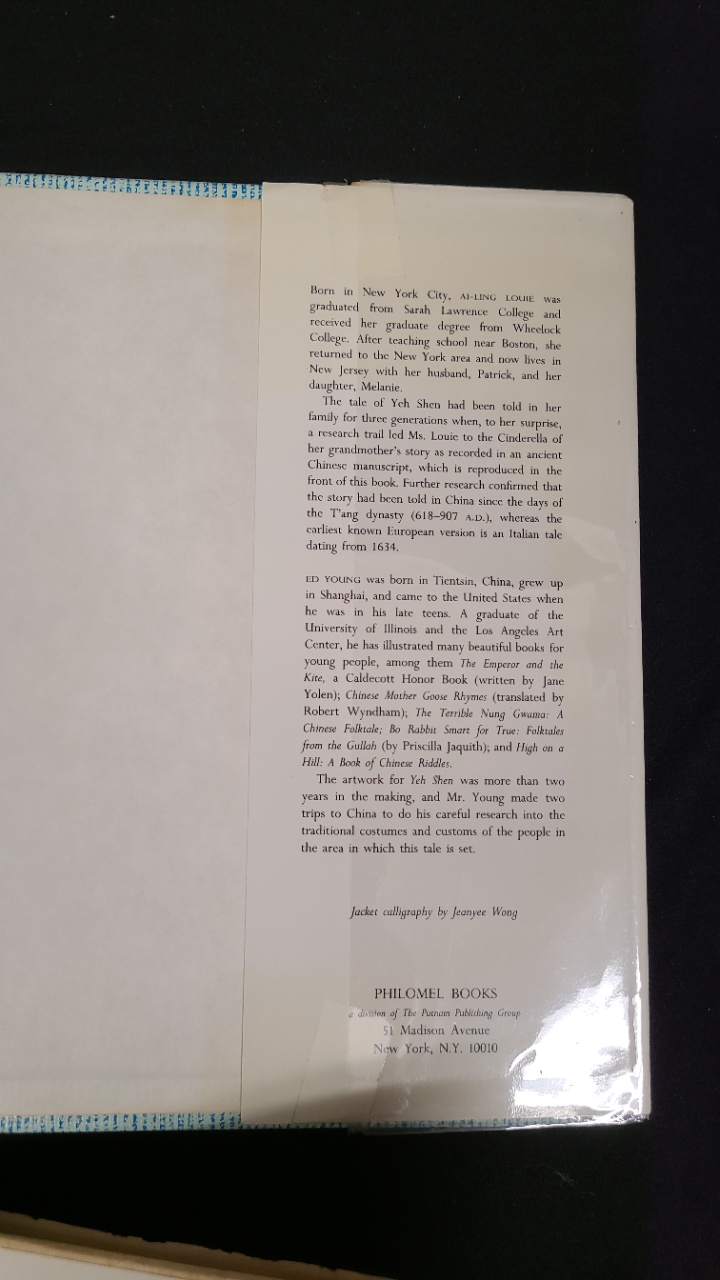 Born in New York City, AI-LING LOUIE was
graduated from Sarah Lawrence College and
received her graduate degree from Wheelock
College. After teaching school near Boston, she
returned to the New York area and now lives in
New Jersey with her husband, Patrick, and her
daughter, Melanie.
The tale of Yeh Shen had been told in her
family for three generations when, to her surprise,
a research trail led Ms. Louie to the Cinderella of
her grandmother's story as recorded in an ancient
Chinese manuscript, which is reproduced in the
front of this book. Further research confirmed that
the story had been told in China since the days of
the T'ang dynasty (618–907 A.D.), whereas the
earliest known European version is an Italian tale
dating from 1634.
ED YOUNG was born in Tientsin, China, grew up
in Shanghai, and came to the United States when
he was in his late teens. A graduate of the
University of Illinois and the Los Angeles Art
Center, he has illustrated many beautiful books for
young people, among them The Emperor and the
Kite, a Caldecott Honor Book (written by Jane
Yolen); Chinese Mother Goose Rhymes (translated by
Robert Wyndham); The Terrible Nung Gwama: A
Chinese Folktale; Bo Rabbit Smart for True: Folktales
from the Gullah (by Priscilla Jaquith); and High on a
Hill: A Book of Chinese Riddles.
The artwork for Yeh Shen was more than two
years in the making, and Mr. Young made two
trips to China to do his careful research into the
traditional costumes and customs of the people in
the area in which this tale is set.
Jacket calligraphy by Jeanyee Wong
PHILOMEL BOOKS
a division of The Putnam Publishing Group
51 Madison Avenue
New York, N.Y. 10010